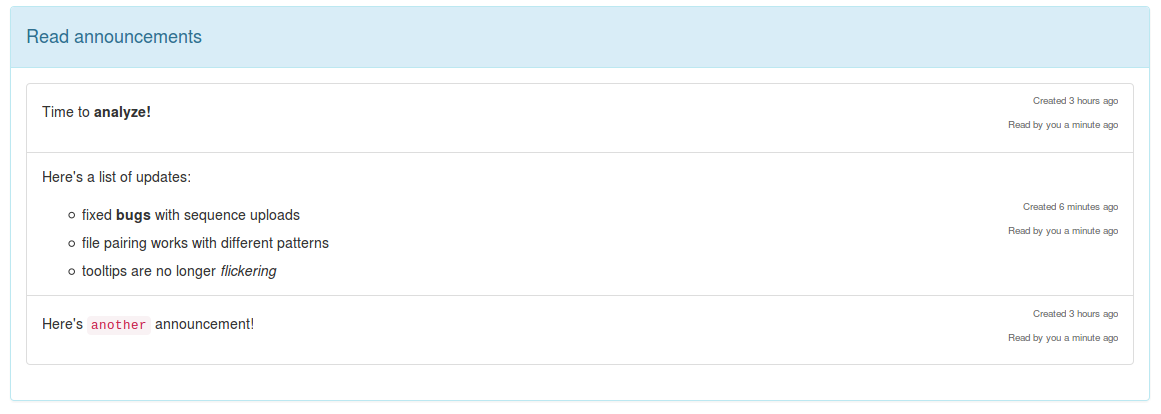 Read announcements
Time to analyze!
Created 3 hours ago
Read by you a minute ago
Here's a list of updates:
fixed bugs with sequence uploads
file pairing works with different patterns
tooltips are no longer flickering
Created 6 minutes ago
Read by you a minute ago
Here's another announcement!
Created 3 hours ago
Read by you a minute ago